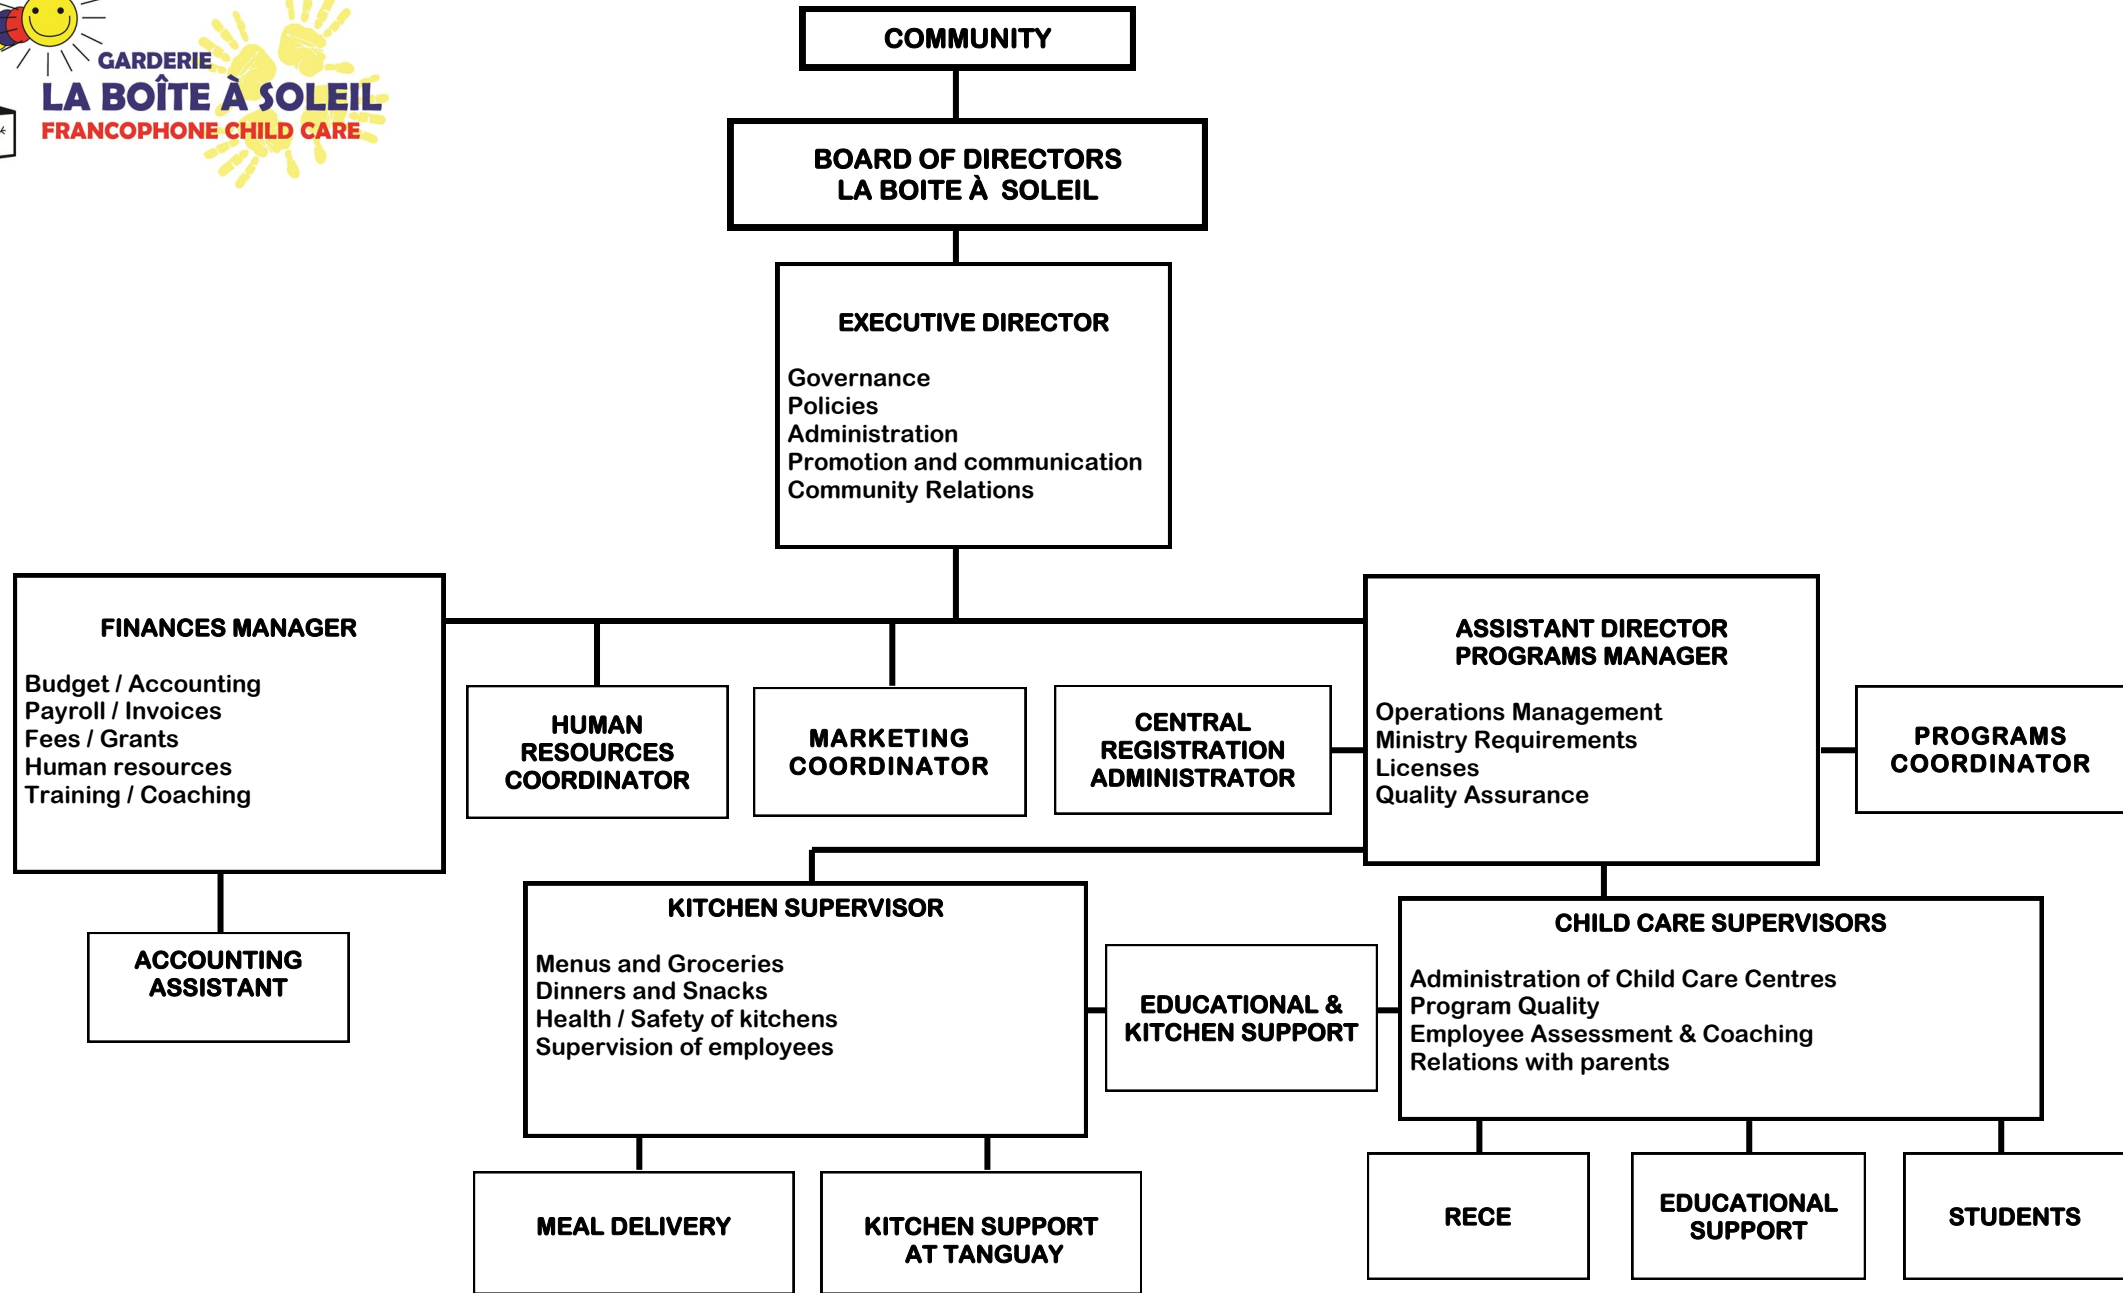 GARDERIE
LA BOÎTE À SOLEIL
FRANCOPHONE CHILD CARE
COMMUNITY
BOARD OF DIRECTORS
LA BOITE À SOLEIL
EXECUTIVE DIRECTOR
Governance
Policies
Administration
Promotion and communication
Community Relations
FINANCES MANAGER
Budget / Accounting
Payroll / Invoices
Fees / Grants
Human resources
Training / Coaching
HUMAN
RESOURCES
COORDINATOR
MARKETING
COORDINATOR
CENTRAL
REGISTRATION
ADMINISTRATOR
ASSISTANT DIRECTOR
PROGRAMS MANAGER
Operations Management
Ministry Requirements
Licenses
Quality Assurance
PROGRAMS
COORDINATOR
ACCOUNTING
ASSISTANT
KITCHEN SUPERVISOR
Menus and Groceries
Dinners and Snacks
Health / Safety of kitchens
Supervision of employees
EDUCATIONAL &
KITCHEN SUPPORT
CHILD CARE SUPERVISORS
Administration of Child Care Centres
Program Quality
Employee Assessment & Coaching
Relations with parents
MEAL DELIVERY
KITCHEN SUPPORT
AT TANGUAY
RECE
EDUCATIONAL
SUPPORT
STUDENTS